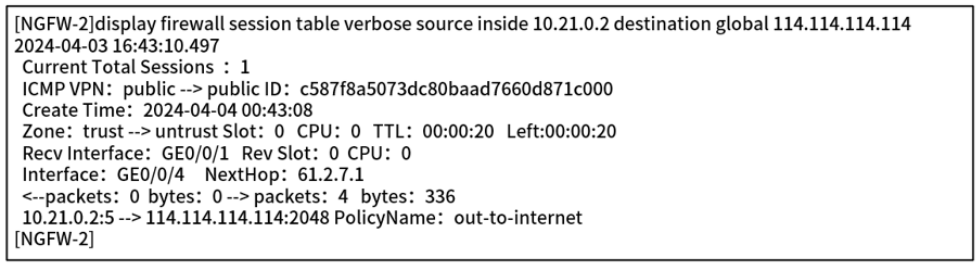 [NGFW-2]display firewall session table verbose source inside 10.21.0.2 destination global 114.114.114.114
2024-04-03 16:43:10.497
Current Total Sessions ：1
ICMP VPN：public --> public ID：c587f8a5073dc80baad7660d871c000
Create Time：2024-04-04 00:43:08
Zone：trust --> untrust Slot：0 CPU：0 TTL：00:00:20 Left:00:00:20
Recv Interface：GE0/0/1 Rev Slot：0 CPU：0
Interface：GE0/0/4 NextHop：61.2.7.1
<--packets：0 bytes：0 --> packets：4 bytes：336
10.21.0.2:5 --> 114.114.114.114:2048 PolicyName：out-to-internet
[NGFW-2]